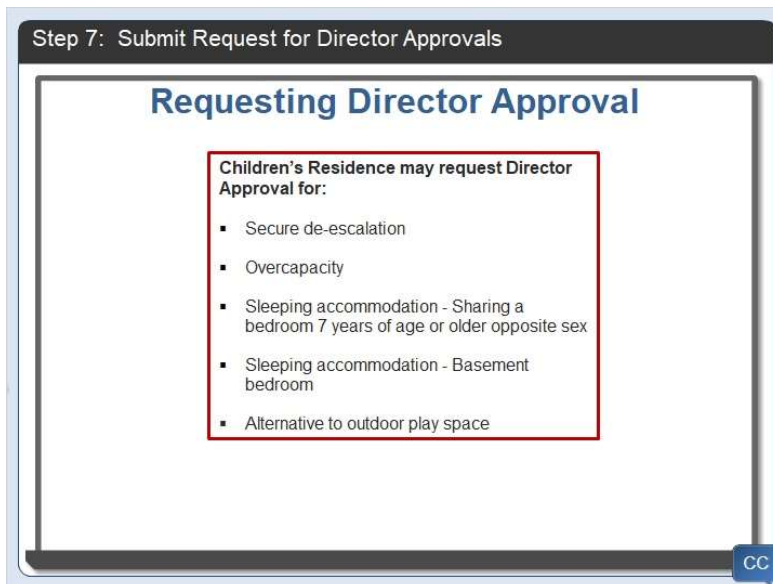 Step 7: Submit Request for Director Approvals
Requesting Director Approval
Children's Residence may request Director
Approval for:
▪ Secure de-escalation
▪ Overcapacity
▪ Sleeping accommodation - Sharing a
bedroom 7 years of age or older opposite sex
▪ Sleeping accommodation - Basement
bedroom
▪ Alternative to outdoor play space
CC